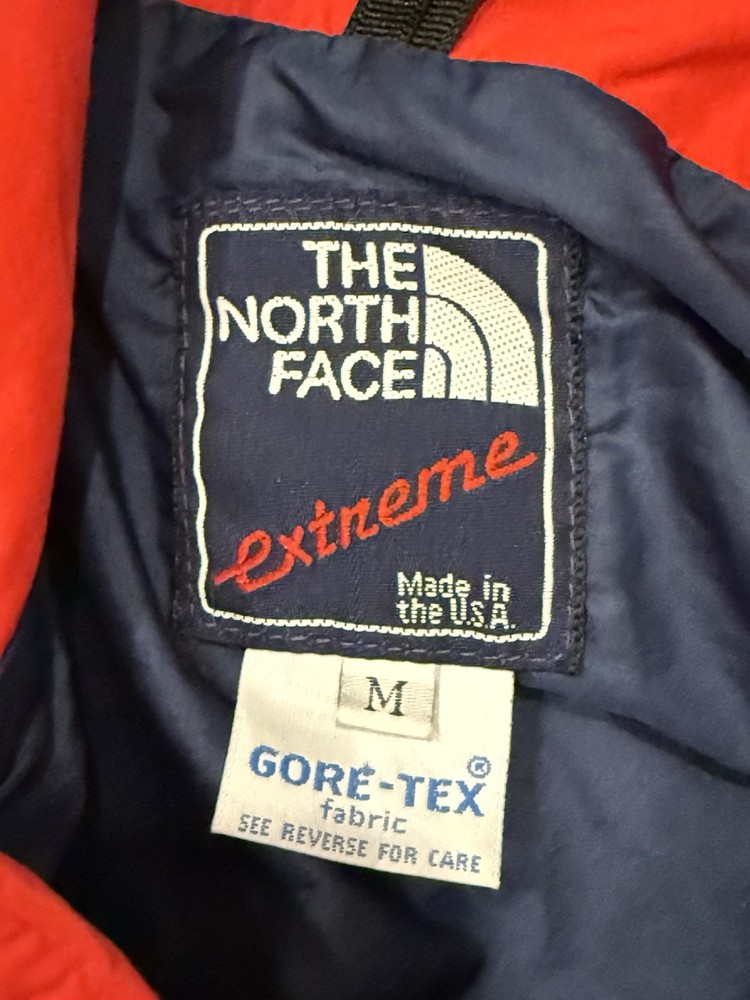 THE
NORTH
FACE
extreme
Made in
the U.S.A.
M
GORE-TEX®
fabric
SEE REVERSE FOR CARE